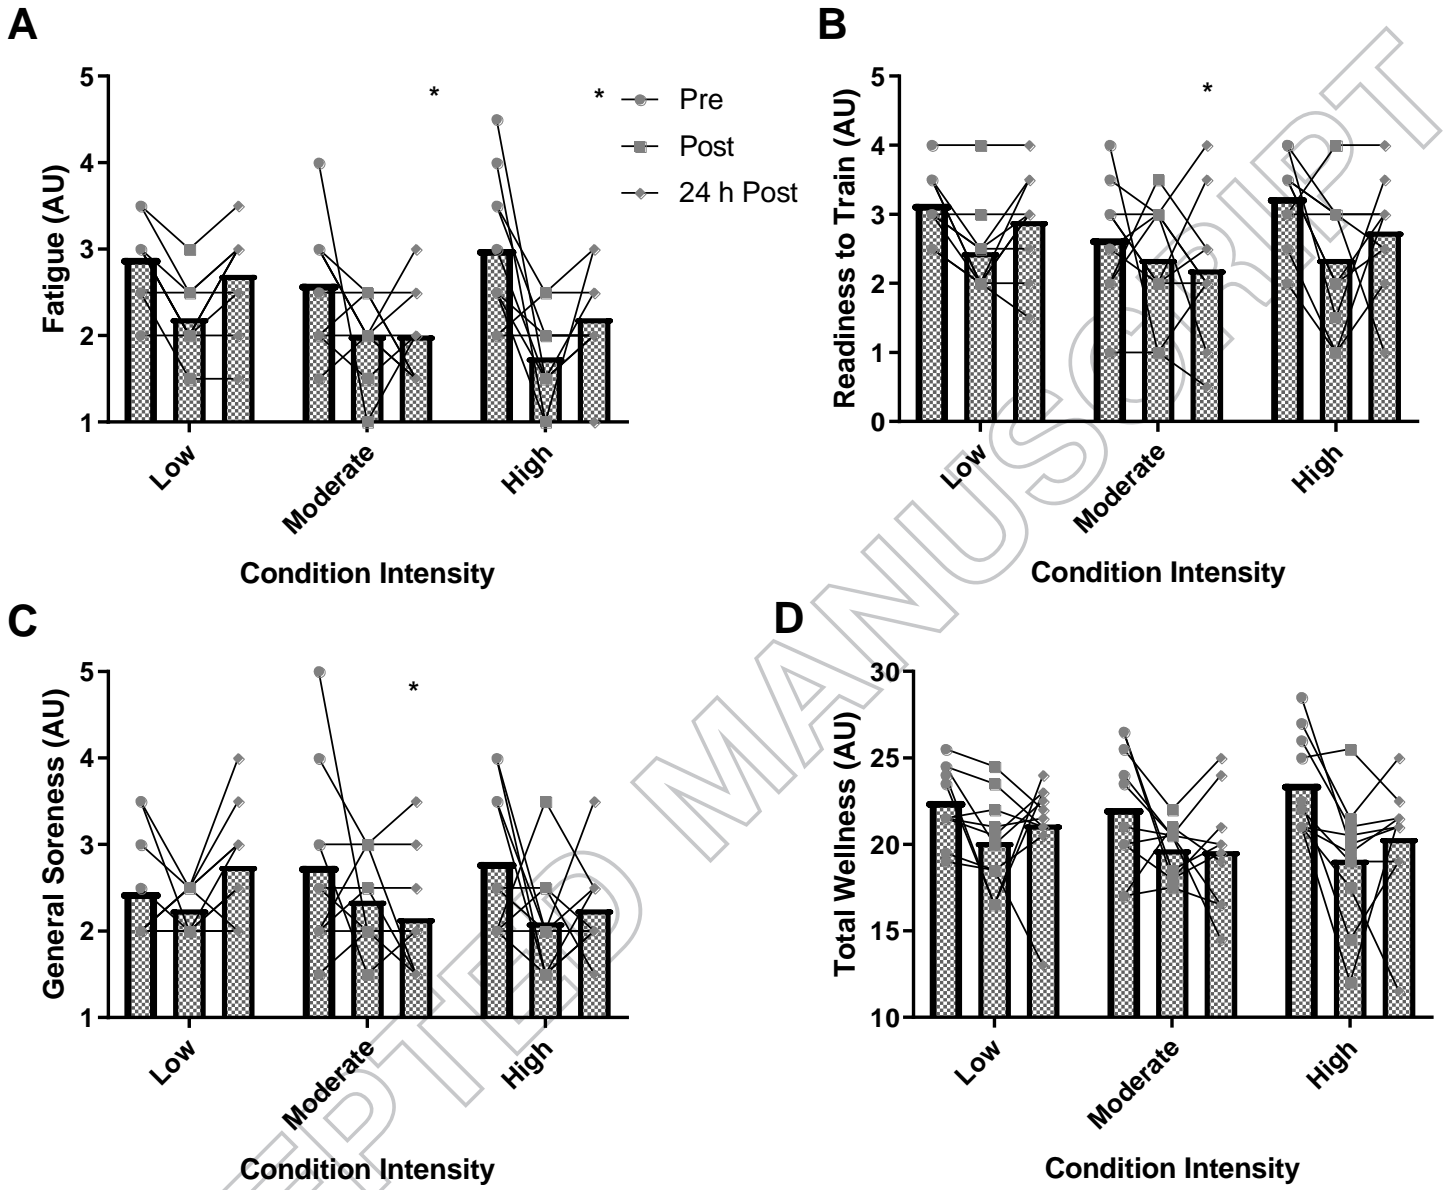 A
5
4
3
2
1
Fatigue (AU)
*
*
Pre
Post
24 h Post
Low
Moderate
High
Condition Intensity
B
5
4
3
2
1
0
Readiness to Train (AU)
*
Low
Moderate
High
Condition Intensity
C
5
4
3
2
1
General Soreness (AU)
*
Low
Moderate
High
Condition Intensity
D
30
25
20
15
10
Total Wellness (AU)
Low
Moderate
High
Condition Intensity
EPTED MANUSCRIPT